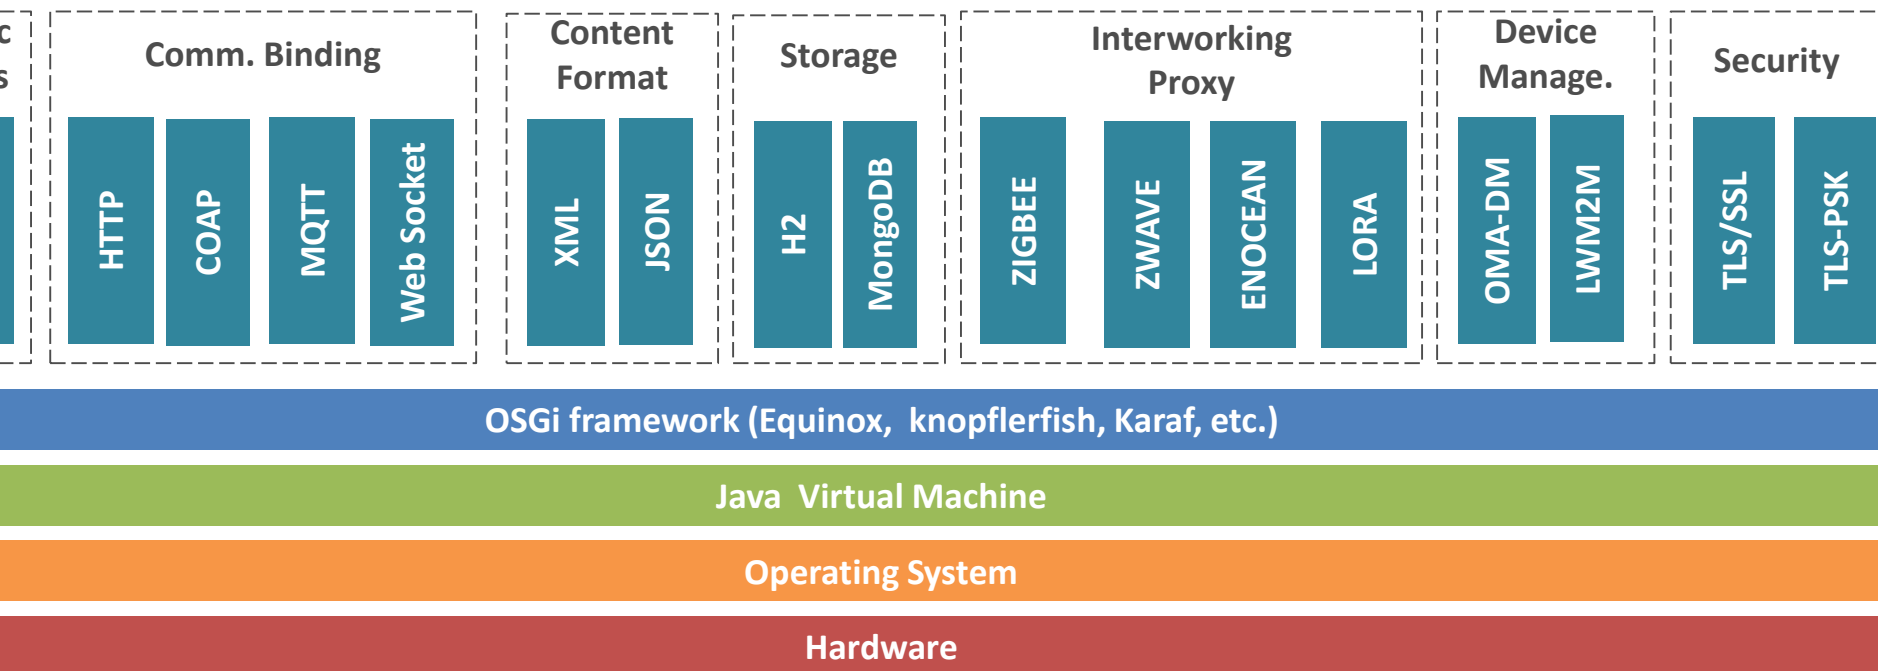 c
s
Comm. Binding
HTTP
COAP
MQTT
Web Socket
Content
Format
XML
JSON
Storage
H2
MongoDB
Interworking
Proxy
ZIGBEE
ZWAVE
ENOCEAN
LORA
Device
Manage.
OMA-DM
LWM2M
Security
TLS/SSL
TLS-PSK
OSGi framework (Equinox, knopflerfish, Karaf, etc.)
Java Virtual Machine
Operating System
Hardware